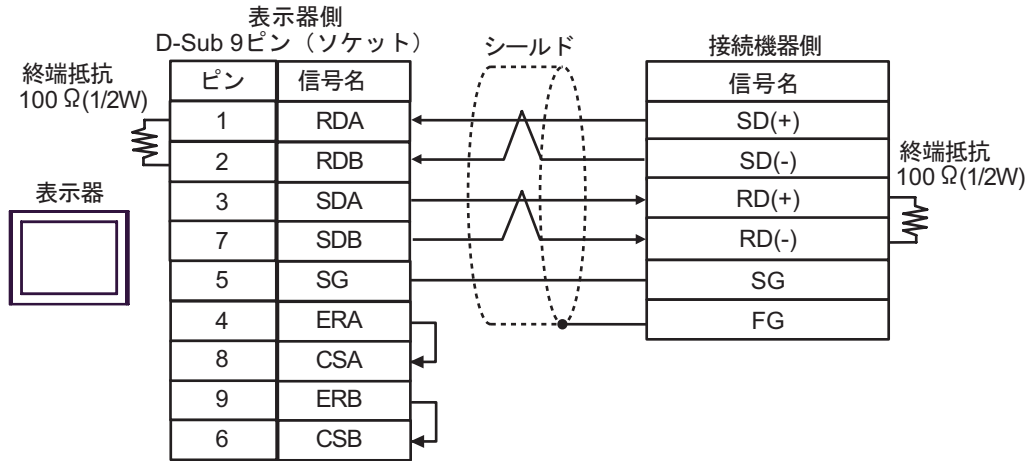 表示器側
D-Sub 9ピン（ソケット）
シールド
接続機器側
終端抵抗
100 Ω(1/2W)
ピン 信号名
信号名
1 RDA
SD(+)
2 RDB
SD(-)
終端抵抗
100 Ω(1/2W)
表示器
3 SDA
RD(+)
7 SDB
RD(-)
5 SG
SG
4 ERA
FG
8 CSA
9 ERB
6 CSB